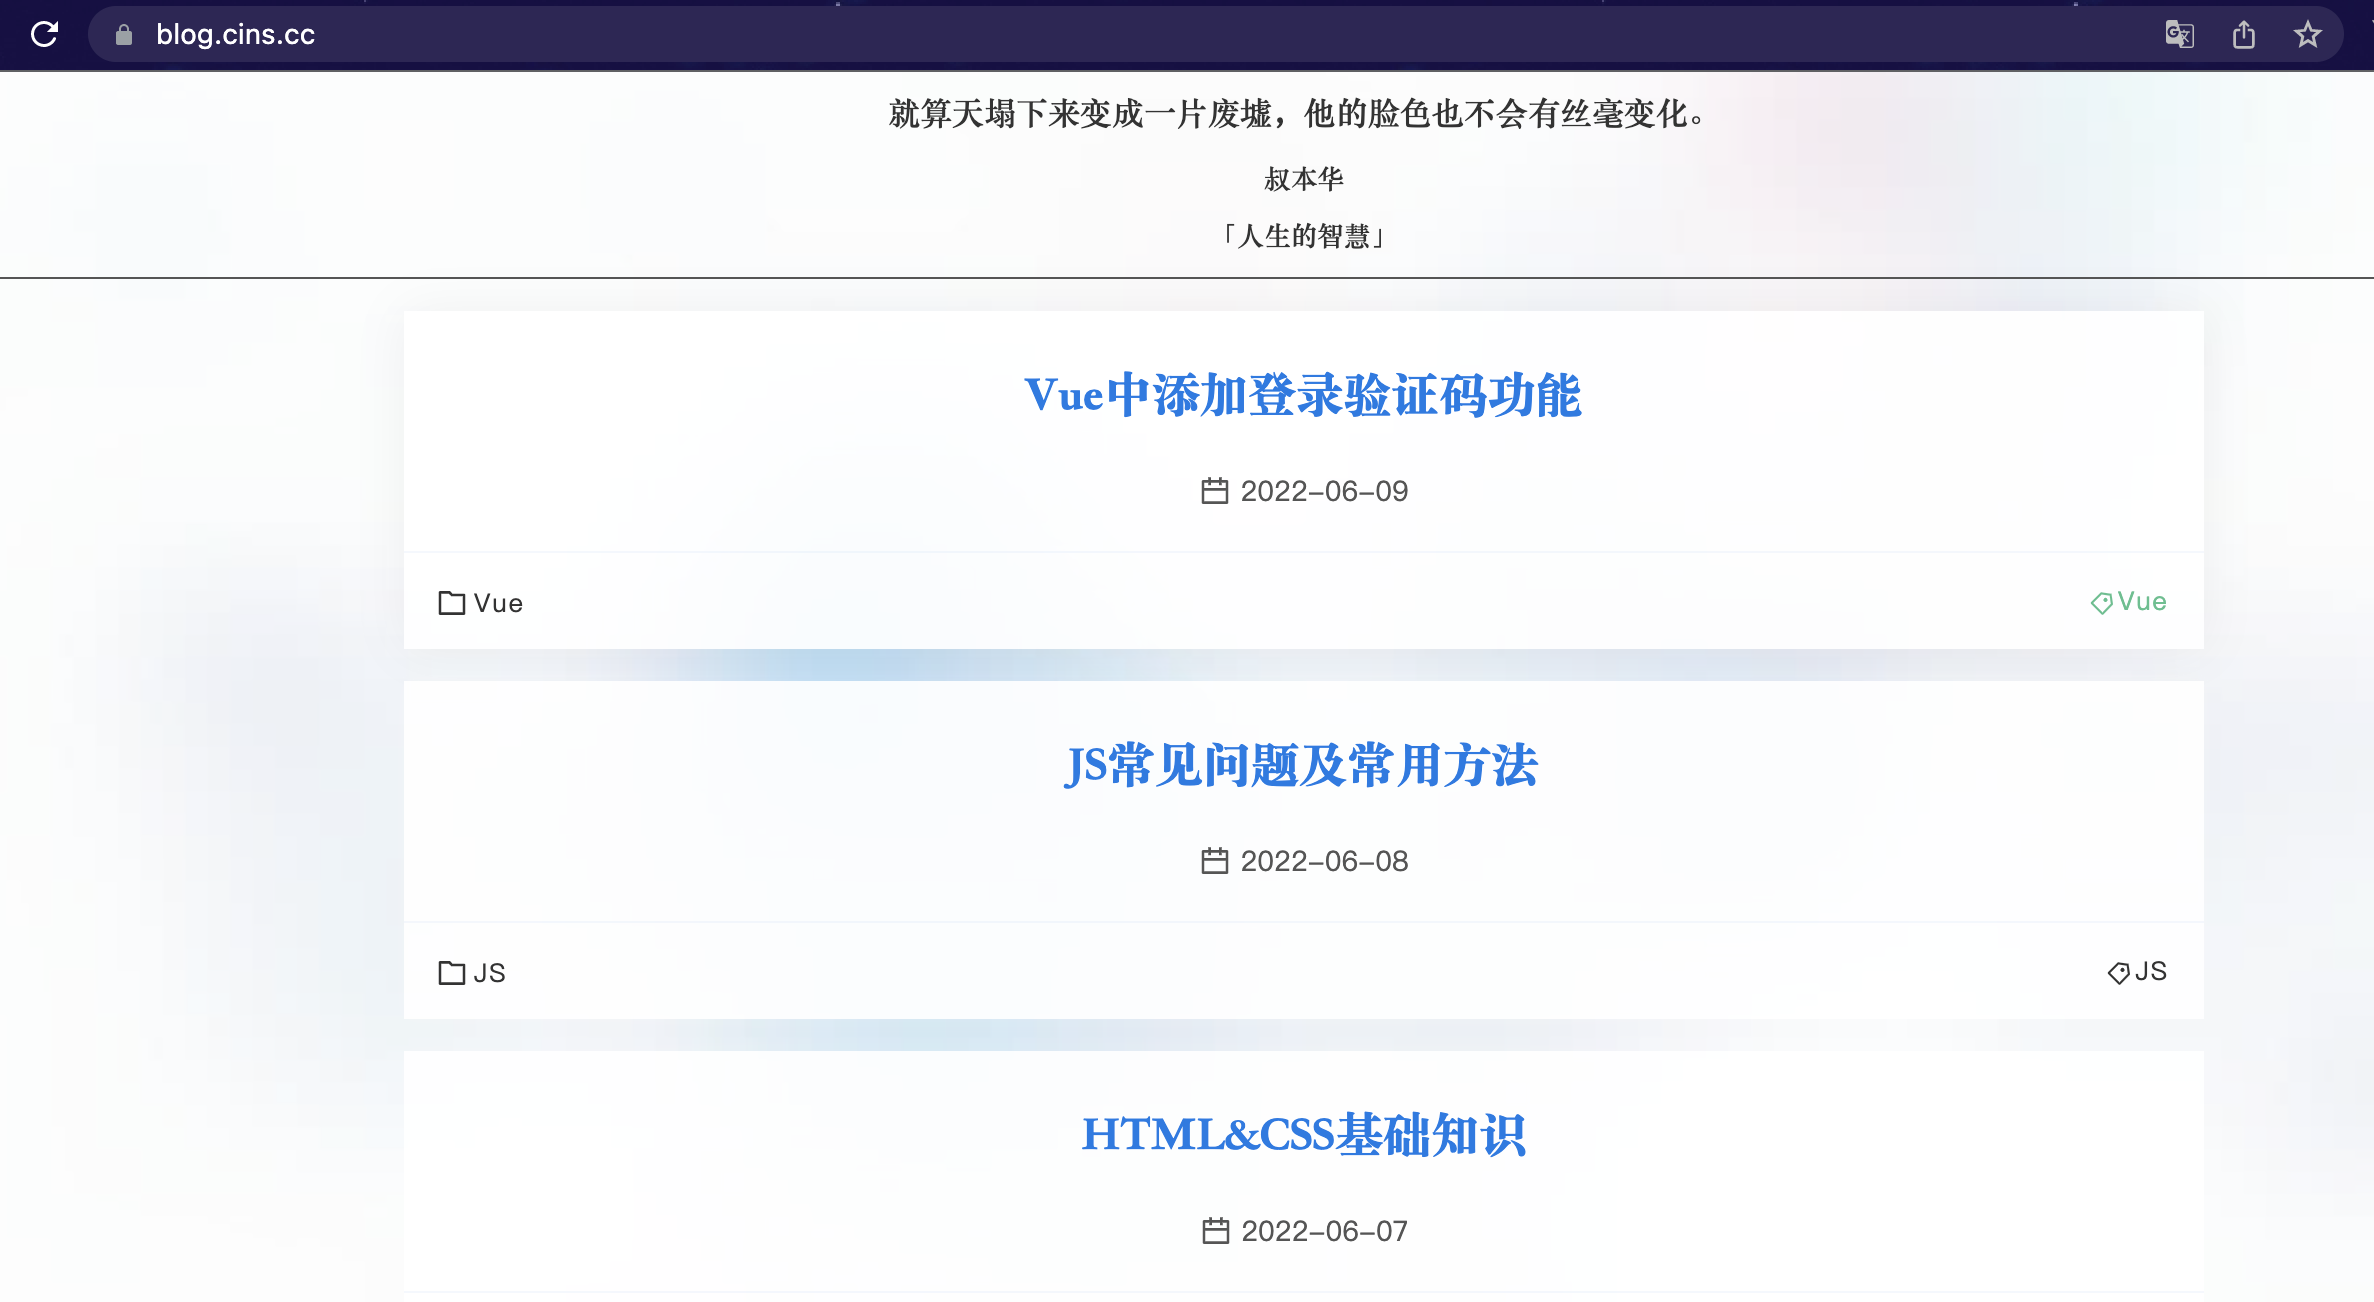 blog.cins.cc
就算天塌下来变成一片废墟，他的脸色也不会有丝毫变化。
叔本华
「人生的智慧」
Vue中添加登录验证码功能
2022-06-09
Vue
Vue
JS常见问题及常用方法
2022-06-08
JS
JS
HTML&CSS基础知识
2022-06-07